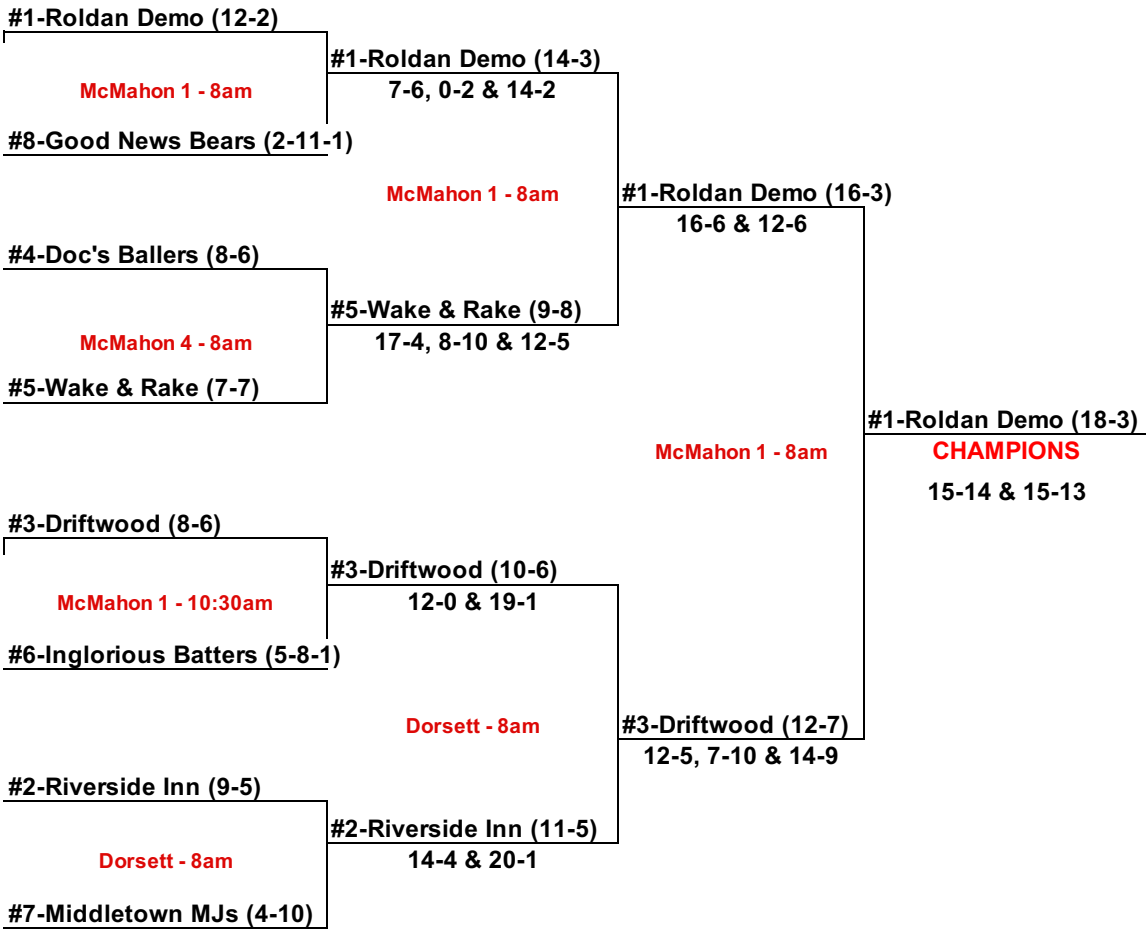 #1-Roldan Demo (12-2)
#1-Roldan Demo (14-3)
McMahon 1 - 8am
7-6, 0-2 & 14-2
#8-Good News Bears (2-11-1)
McMahon 1 - 8am
#1-Roldan Demo (16-3)
16-6 & 12-6
#4-Doc's Ballers (8-6)
#5-Wake & Rake (9-8)
McMahon 4 - 8am
17-4, 8-10 & 12-5
#5-Wake & Rake (7-7)
#1-Roldan Demo (18-3)
McMahon 1 - 8am
CHAMPIONS
15-14 & 15-13
#3-Driftwood (8-6)
#3-Driftwood (10-6)
McMahon 1 - 10:30am
12-0 & 19-1
#6-Inglorious Batters (5-8-1)
Dorsett - 8am
#3-Driftwood (12-7)
12-5, 7-10 & 14-9
#2-Riverside Inn (9-5)
#2-Riverside Inn (11-5)
Dorsett - 8am
14-4 & 20-1
#7-Middletown MJs (4-10)